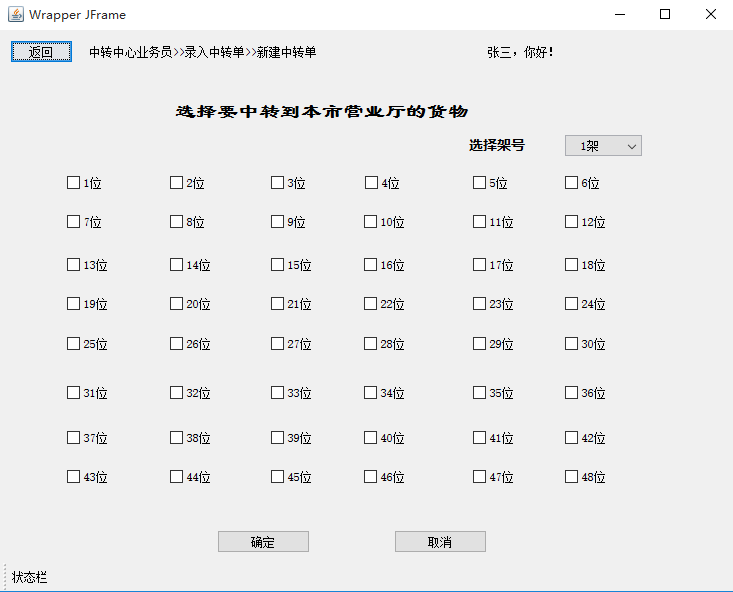 Wrapper JFrame
返回 中转中心业务员>>录入中转单>>新建中转单 张三，你好!
选择要中转到本市营业厅的货物
选择架号 1架
1位 2位 3位 4位 5位 6位
7位 8位 9位 10位 11位 12位
13位 14位 15位 16位 17位 18位
19位 20位 21位 22位 23位 24位
25位 26位 27位 28位 29位 30位
31位 32位 33位 34位 35位 36位
37位 38位 39位 40位 41位 42位
43位 44位 45位 46位 47位 48位
确定 取消
状态栏